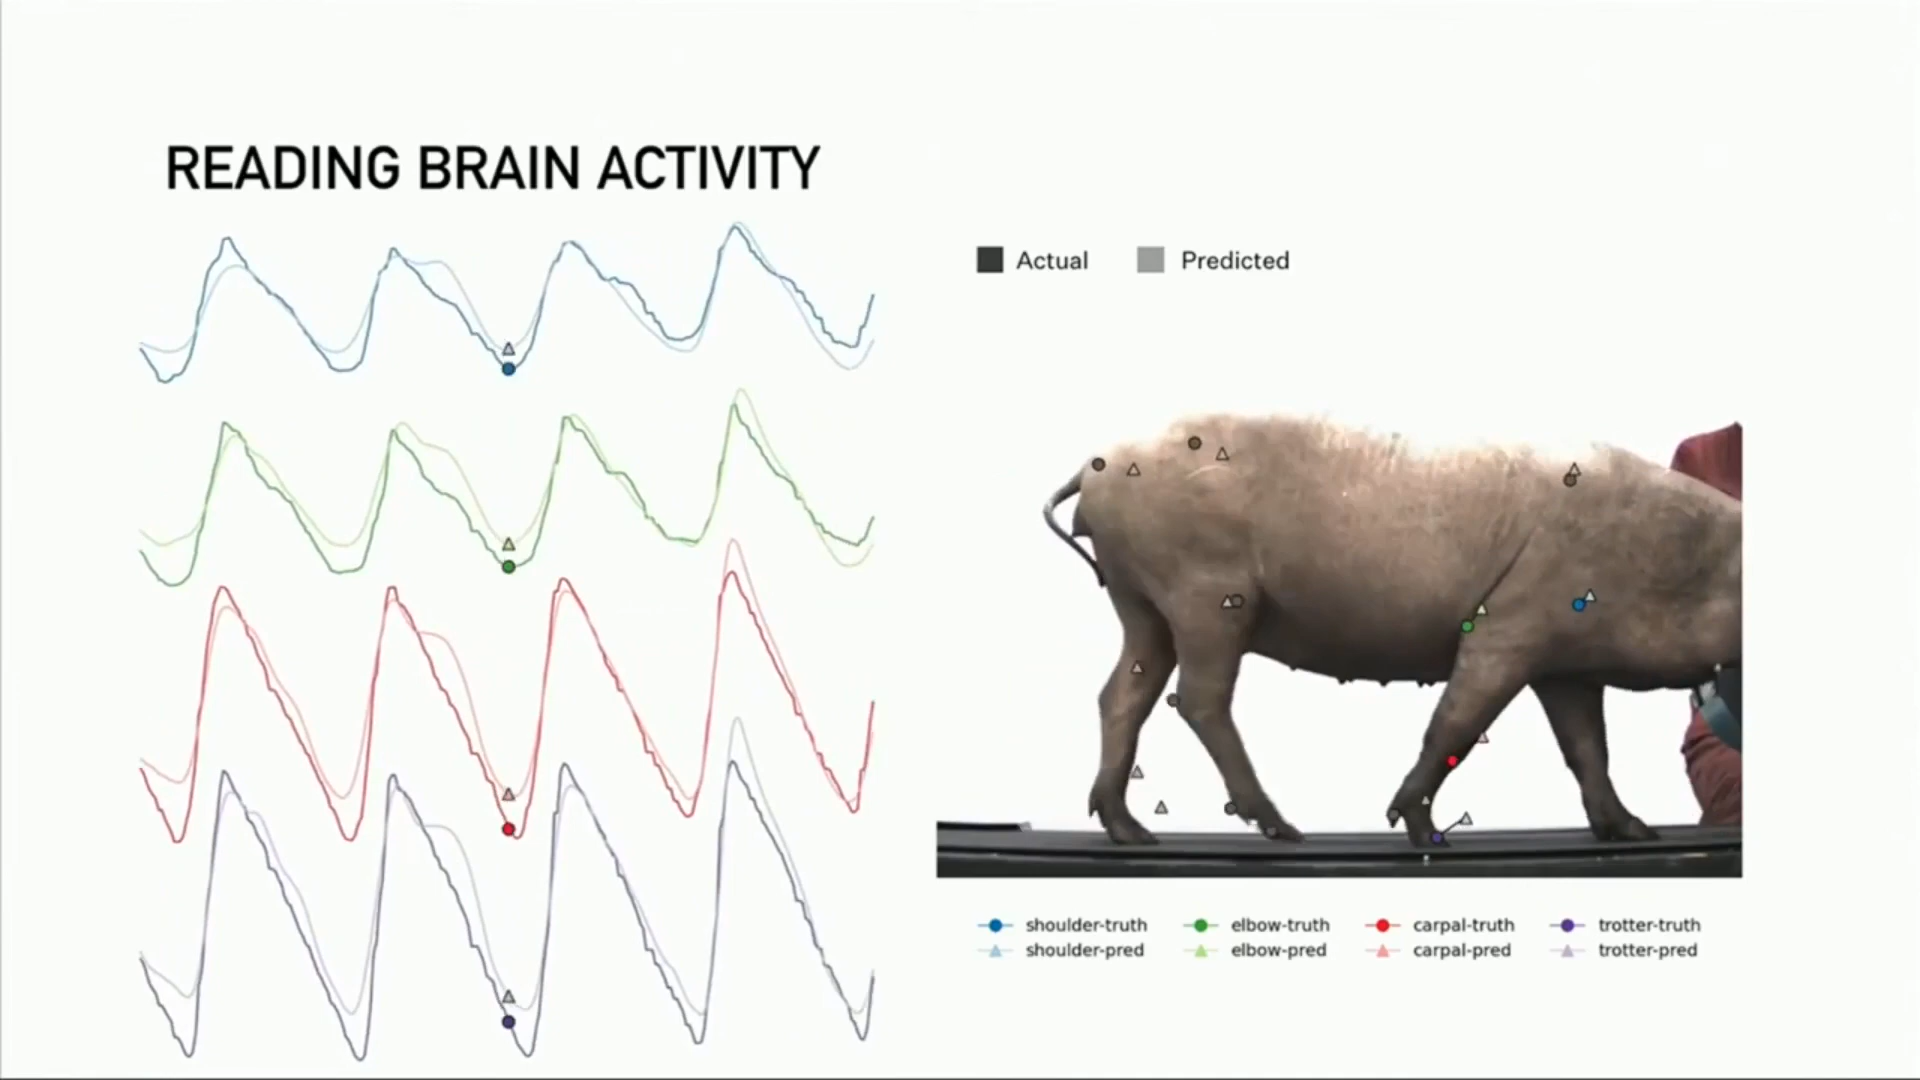 READING BRAIN ACTIVITY
Actual Predicted
shoulder-truth elbow-truth carpal-truth trotter-truth
shoulder-pred elbow-pred carpal-pred trotter-pred